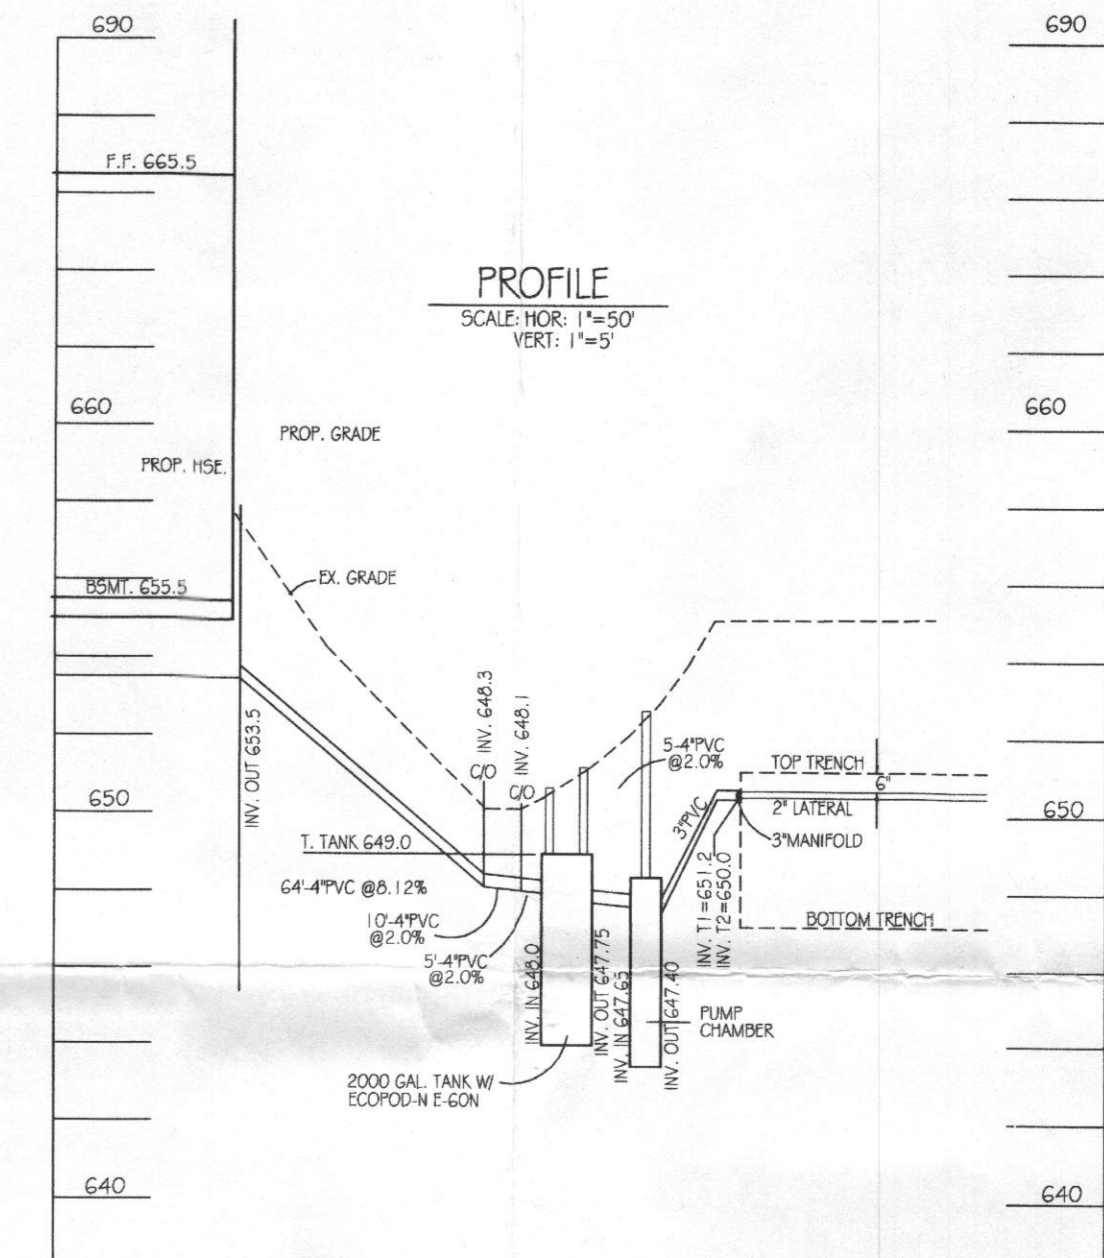 690
690
F.F. 665.5
PROFILE
SCALE: HOR: 1"=50'
VERT: 1"=5'
660
660
PROP. GRADE
PROP. HSE.
EX. GRADE
BSMT. 655.5
INV. OUT 653.5
C/O INV. 648.3
C/O INV. 648.1
5-4"PVC
@2.0%
TOP TRENCH
6"
650
650
3"PVC
2" LATERAL
3"MANIFOLD
T. TANK 649.0
64'-4"PVC @8.12%
10'-4"PVC
@2.0%
5'-4"PVC
@2.0%
BOTTOM TRENCH
INV. IN 648.0
INV. OUT 647.75
INV. IN 647.65
INV. OUT 647.40
INV. T1=651.2
INV. T2=650.0
PUMP
CHAMBER
2000 GAL. TANK W/
ECOPOD-N E-60N
640
640